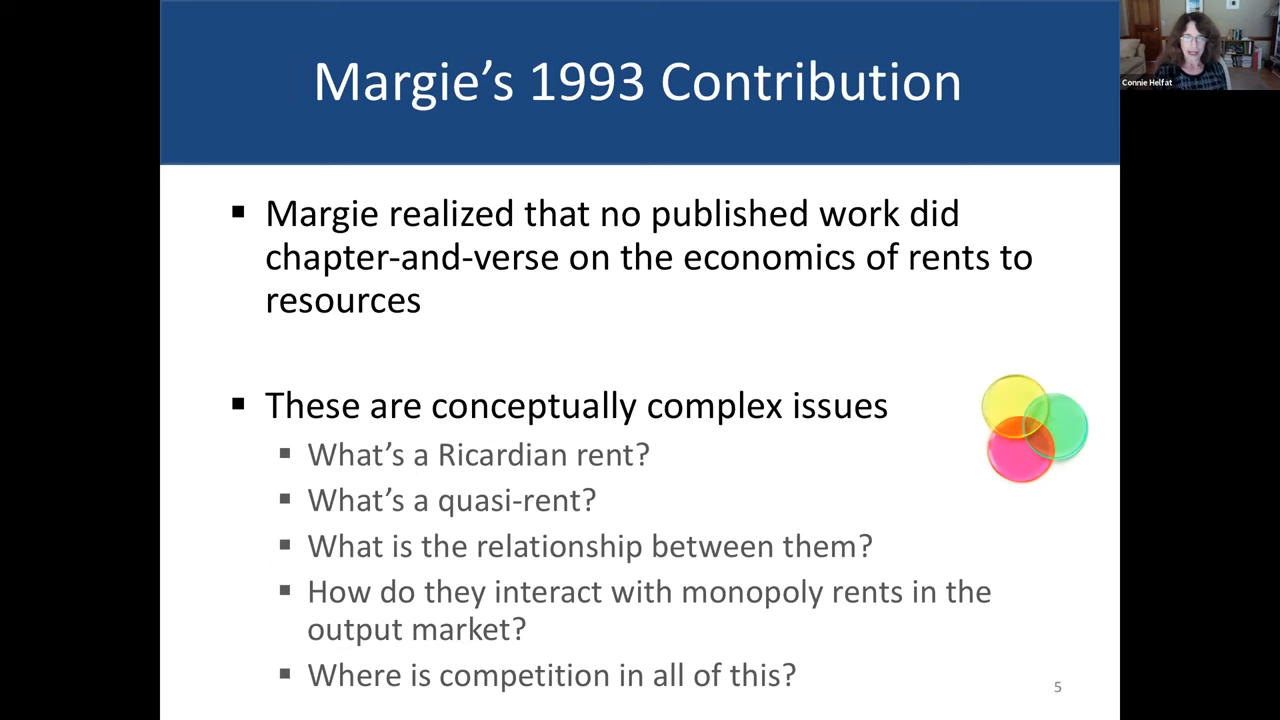 Margie's 1993 Contribution
Connie Helfat
▪ Margie realized that no published work did
chapter-and-verse on the economics of rents to
resources
▪ These are conceptually complex issues
▪ What's a Ricardian rent?
▪ What's a quasi-rent?
▪ What is the relationship between them?
▪ How do they interact with monopoly rents in the
output market?
▪ Where is competition in all of this?
5